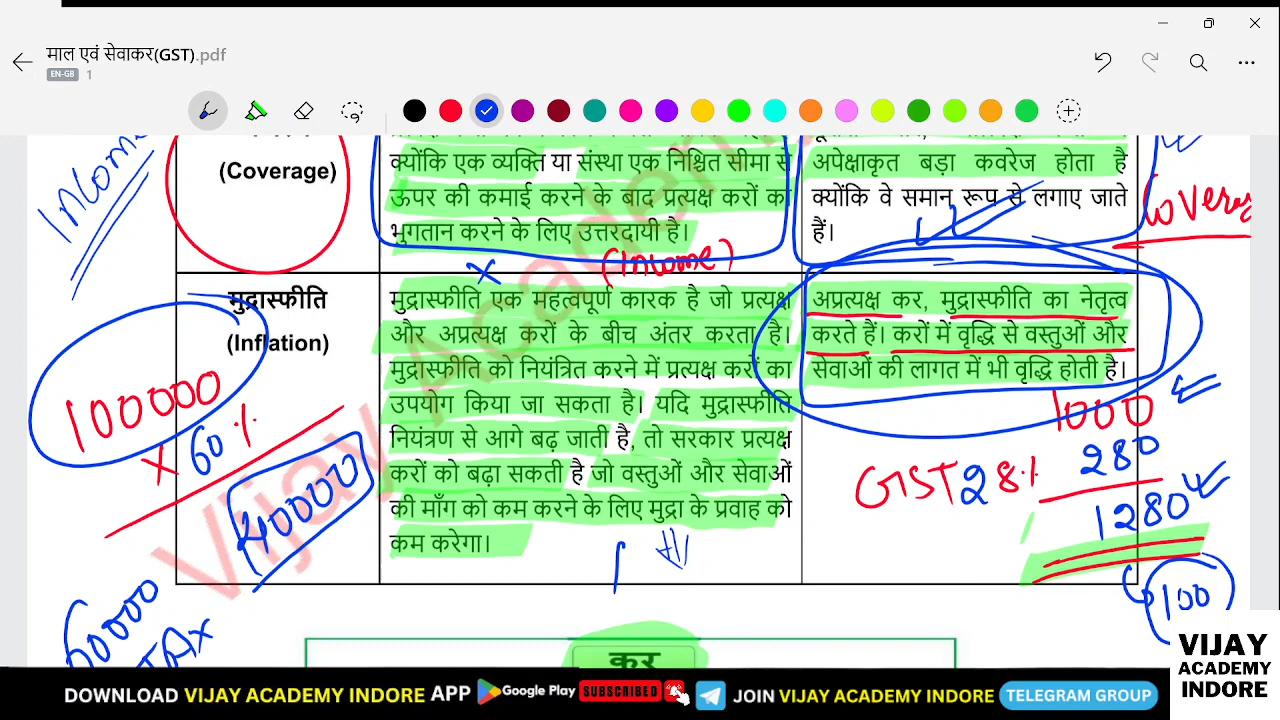 माल एवं सेवाकर(GST).pdf
EN-GB 1
(Coverage)
क्योंकि एक व्यक्ति या संस्था एक निश्चित सीमा से
ऊपर की कमाई करने के बाद प्रत्यक्ष करों का
भुगतान करने के लिए उत्तरदायी है।
अपेक्षाकृत बड़ा कवरेज होता है
क्योंकि वे समान रूप से लगाए जाते
हैं।
Income
Coverage
(Income)
मुद्रास्फीति
(Inflation)
मुद्रास्फीति एक महत्वपूर्ण कारक है जो प्रत्यक्ष
और अप्रत्यक्ष करों के बीच अंतर करता है।
मुद्रास्फीति को नियंत्रित करने में प्रत्यक्ष करों का
उपयोग किया जा सकता है। यदि मुद्रास्फीति
नियंत्रण से आगे बढ़ जाती है, तो सरकार प्रत्यक्ष
करों को बढ़ा सकती है जो वस्तुओं और सेवाओं
की माँग को कम करने के लिए मुद्रा के प्रवाह को
कम करेगा।
अप्रत्यक्ष कर, मुद्रास्फीति का नेतृत्व
करते हैं। करों में वृद्धि से वस्तुओं और
सेवाओं की लागत में भी वृद्धि होती है।
100000
x 60%
40000
60000
TAx
1000
GST 28% 280
1280
100
Vijay Academy
कर
VIJAY
ACADEMY
INDORE
DOWNLOAD VIJAY ACADEMY INDORE APP Google Play SUBSCRIBED JOIN VIJAY ACADEMY INDORE TELEGRAM GROUP